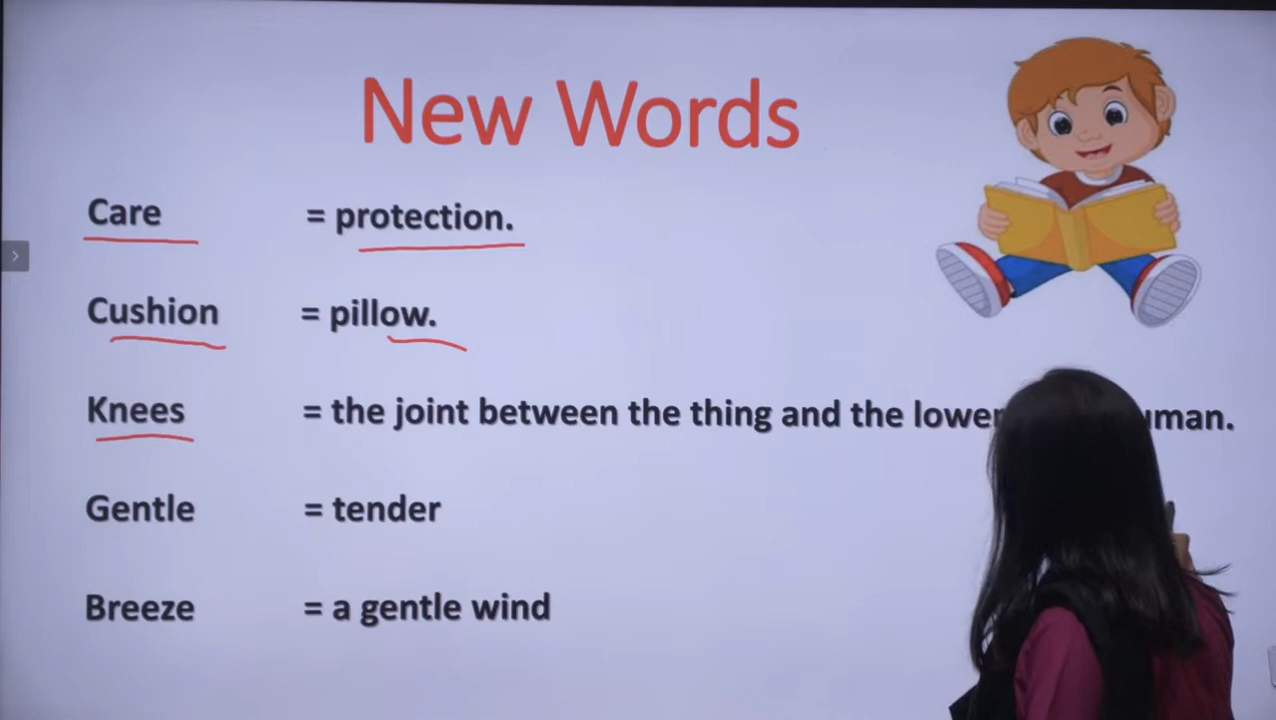 New Words
Care = protection.
Cushion = pillow.
Knees = the joint between the thing and the lower
Gentle = tender
Breeze = a gentle wind